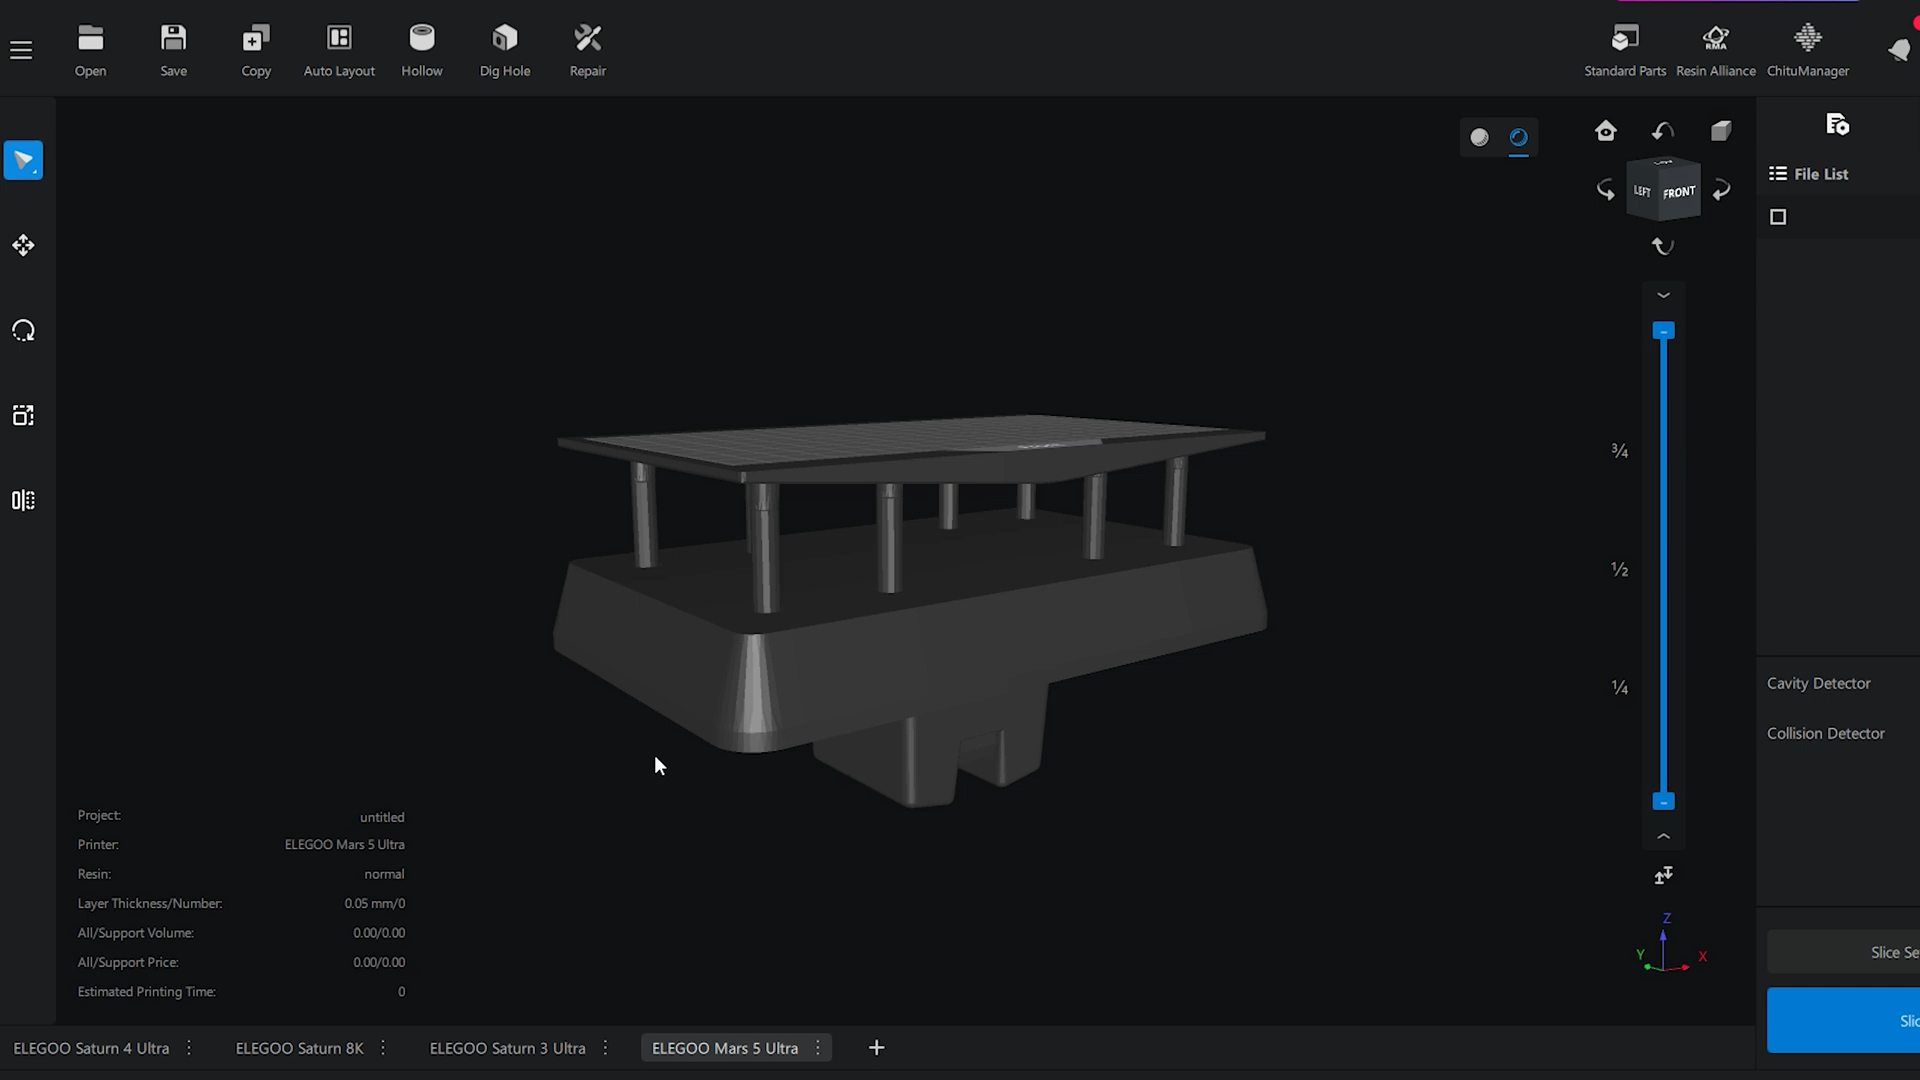 Open
Save
Copy
Auto Layout
Hollow
Dig Hole
Repair
Standard Parts
RMA
Resin Alliance
ChituManager
LEFT
FRONT
File List
¾
½
¼
Cavity Detector
Collision Detector
Project: untitled
Printer: ELEGOO Mars 5 Ultra
Resin: normal
Layer Thickness/Number: 0.05 mm/0
All/Support Volume: 0.00/0.00
All/Support Price: 0.00/0.00
Estimated Printing Time: 0
Z
Y
X
Slice Se
Slic
ELEGOO Saturn 4 Ultra
ELEGOO Saturn 8K
ELEGOO Saturn 3 Ultra
ELEGOO Mars 5 Ultra